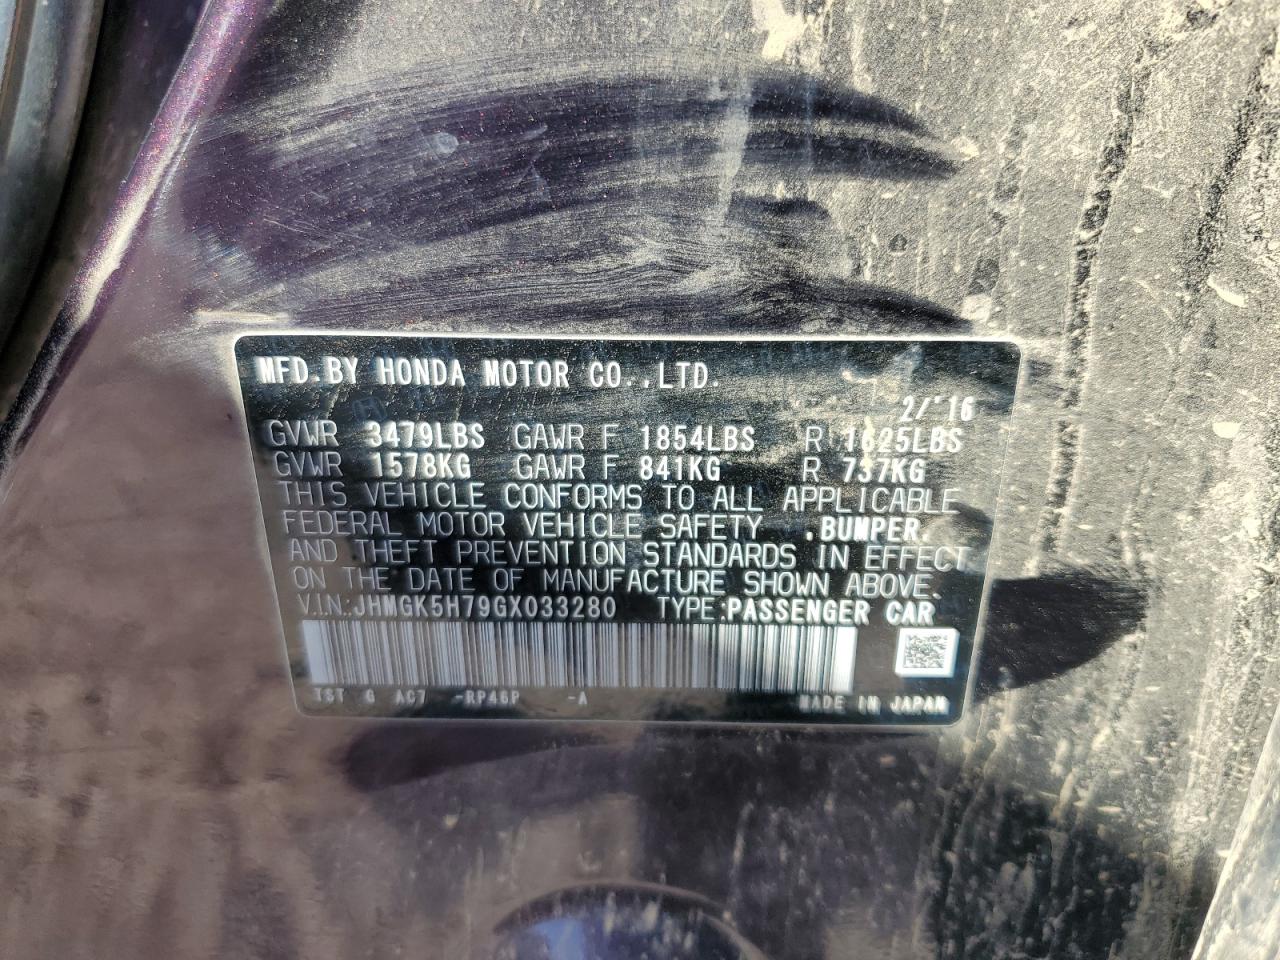 MFD.BY HONDA MOTOR CO.,LTD.
2/'16
GVWR 3479LBS GAWR F 1854LBS R 1625LBS
GVWR 1578KG GAWR F 841KG R 737KG
THIS VEHICLE CONFORMS TO ALL APPLICABLE
FEDERAL MOTOR VEHICLE SAFETY ,BUMPER,
AND THEFT PREVENTION STANDARDS IN EFFECT
ON THE DATE OF MANUFACTURE SHOWN ABOVE.
V.I.N.:JHMGK5H79GX033280 TYPE:PASSENGER CAR
TST G AC7 -RP46P -A MADE IN JAPAN